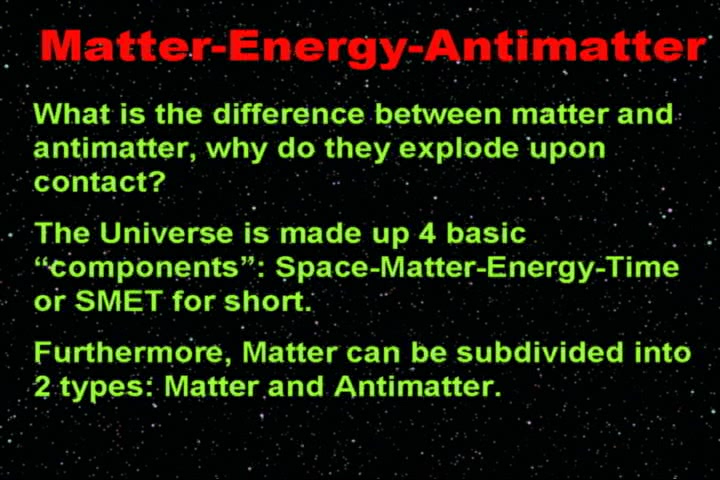 Matter-Energy-Antimatter
What is the difference between matter and
antimatter, why do they explode upon
contact?
The Universe is made up 4 basic
“components”: Space-Matter-Energy-Time
or SMET for short.
Furthermore, Matter can be subdivided into
2 types: Matter and Antimatter.